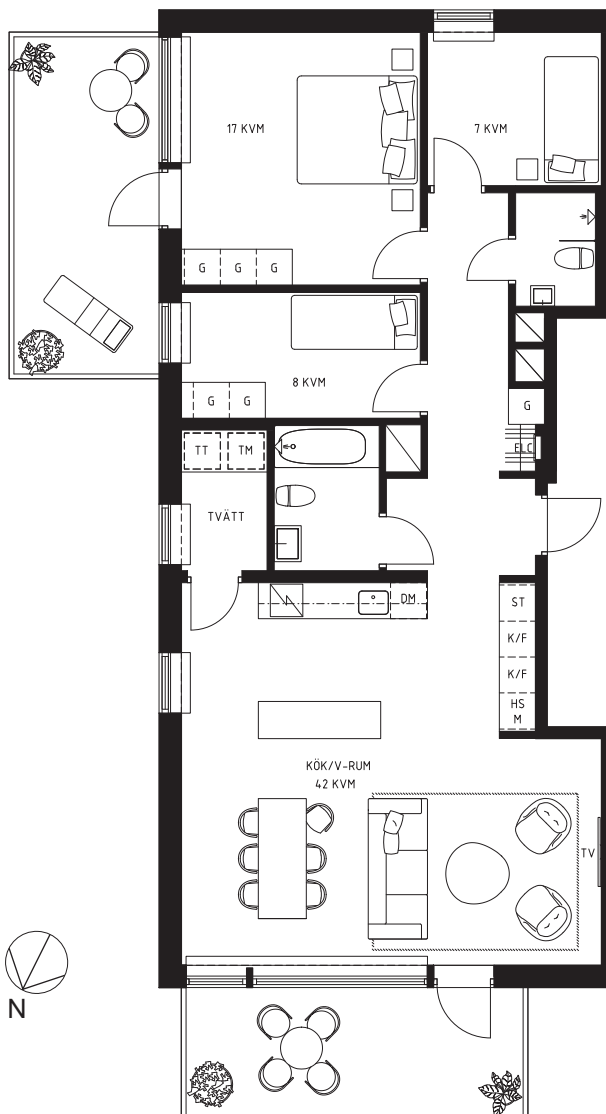 17 KVM
7 KVM
G G G
8 KVM
G G
G
ELC
TT TM
TVÄTT
DM
ST
K/F
K/F
HS
M
KÖK/V-RUM
42 KVM
TV
N